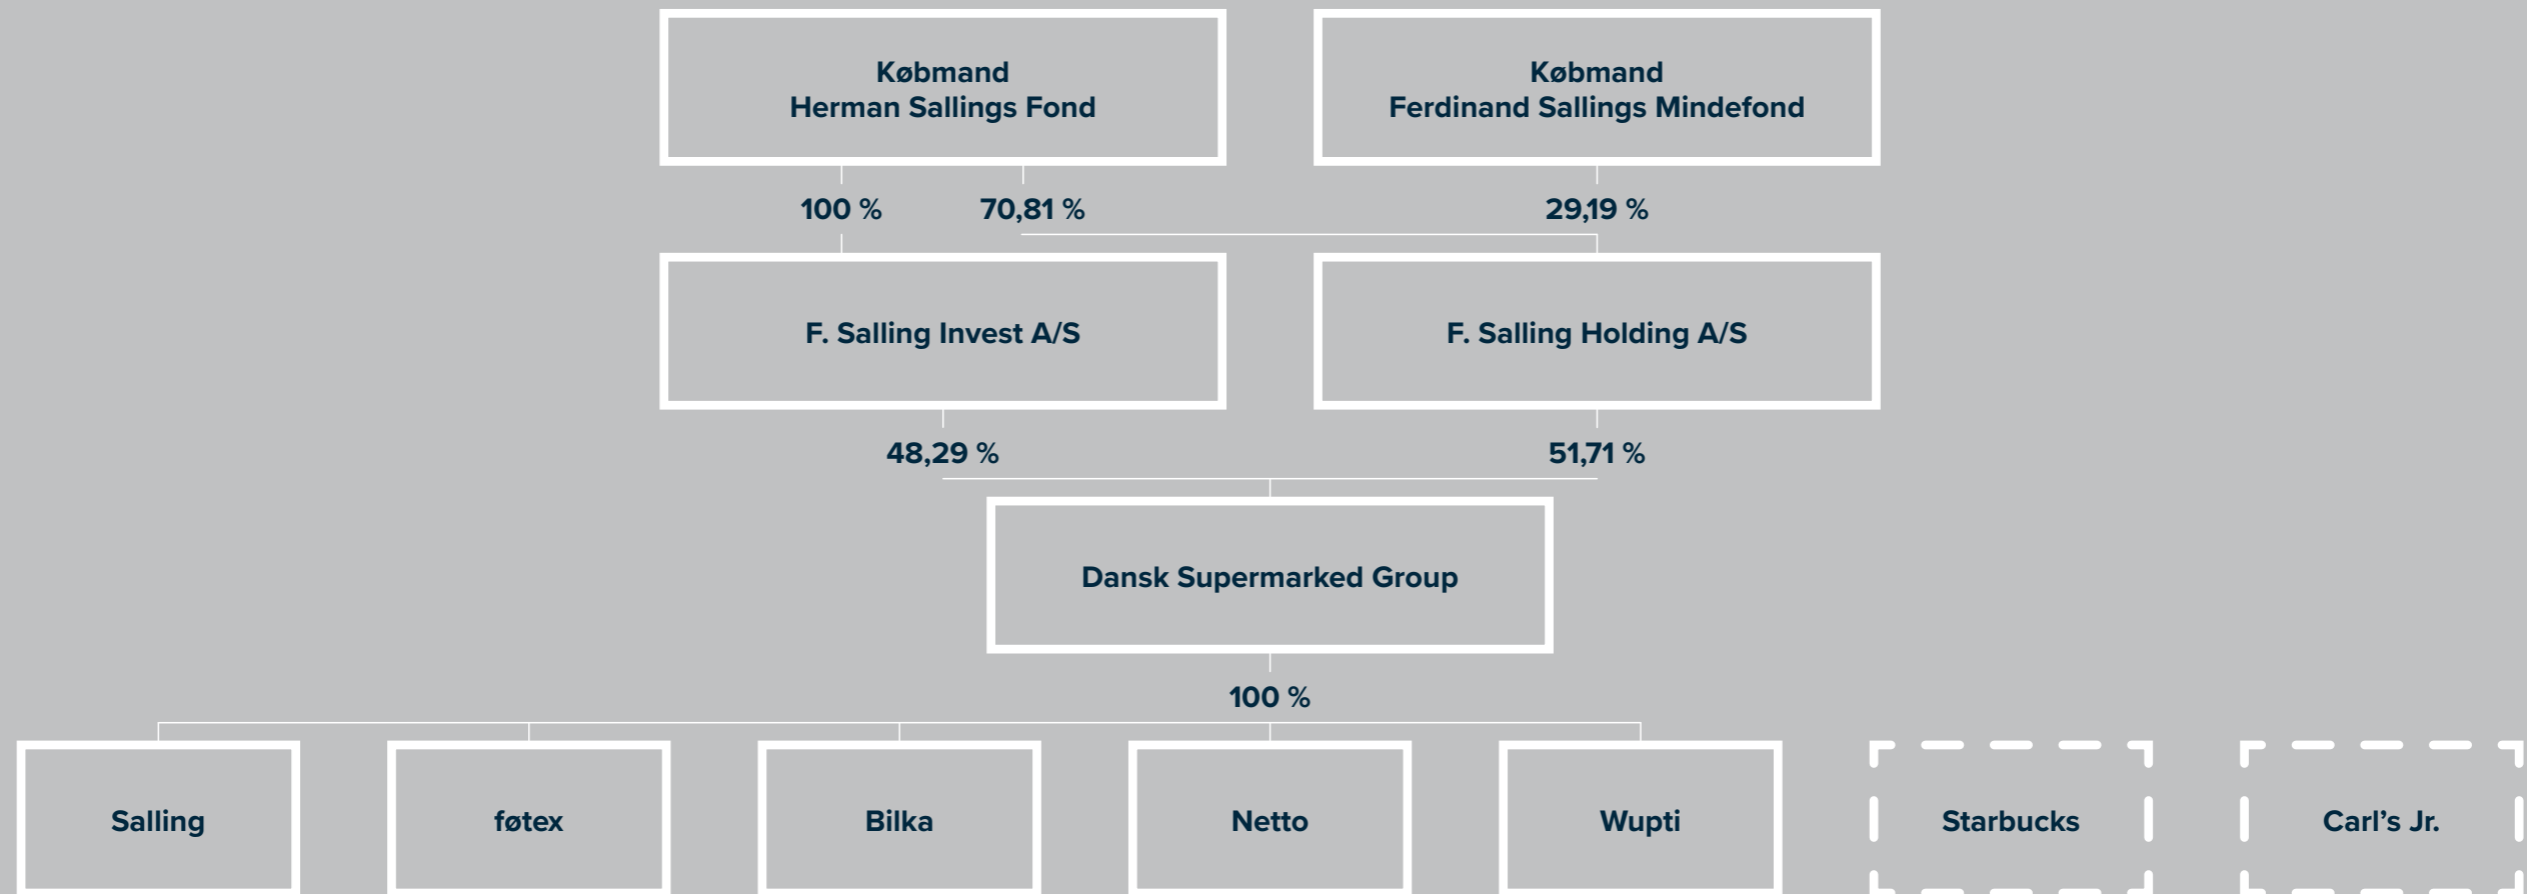 Købmand
Herman Sallings Fond
Købmand
Ferdinand Sallings Mindefond
100 %
70,81 %
29,19 %
F. Salling Invest A/S
F. Salling Holding A/S
48,29 %
51,71 %
Dansk Supermarked Group
100 %
Salling
føtex
Bilka
Netto
Wupti
Starbucks
Carl’s Jr.